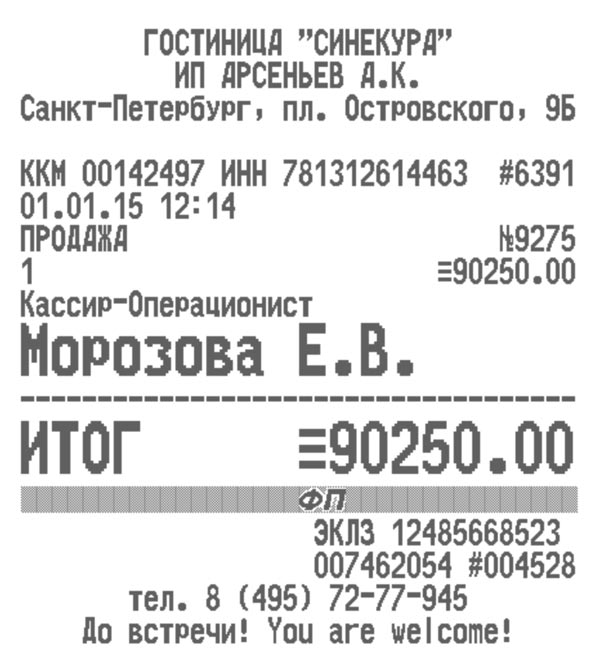 ГОСТИНИЦА "СИНЕКУРА"
ИП АРСЕНЬЕВ А.К.
Санкт-Петербург, пл. Островского, 9Б
ККМ 00142497 ИНН 781312614463 #6391
01.01.15 12:14
ПРОДАЖА №9275
1 ≡90250.00
Кассир-Операционист
Морозова Е.В.
------------------------------------
ИТОГ ≡90250.00
ФП
ЭКЛЗ 12485668523
007462054 #004528
тел. 8 (495) 72-77-945
До встречи! You are welcome!